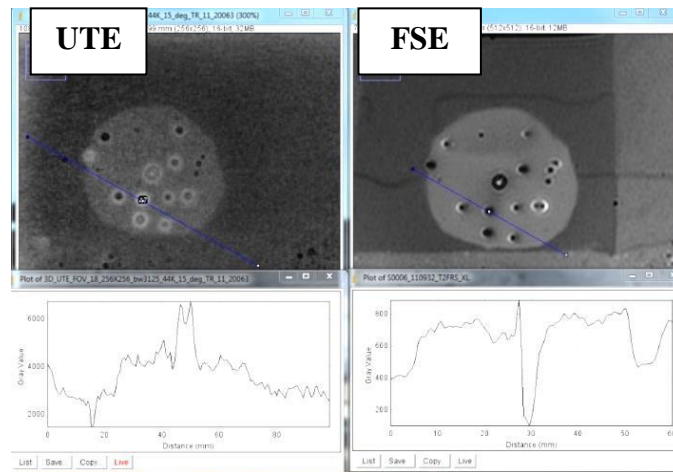 44K_15_deg_TR_11_20063 (300%)
mm (256x256); 16-bit; 32MB
UTE
(512x512); 16-bit; 12MB
FSE
Plot of 3D_UTE_FOV_18_256X256_bw3125_44K_15_deg_TR_11_20063
6000
4000
2000
Gray Value
0
20
40
60
80
Distance (mm)
List
Save...
Copy...
Live
Plot of S0006_110932_T2FRS_XL
800
600
400
200
Gray Value
0
10
20
30
40
50
60
Distance (mm)
List
Save...
Copy...
Live